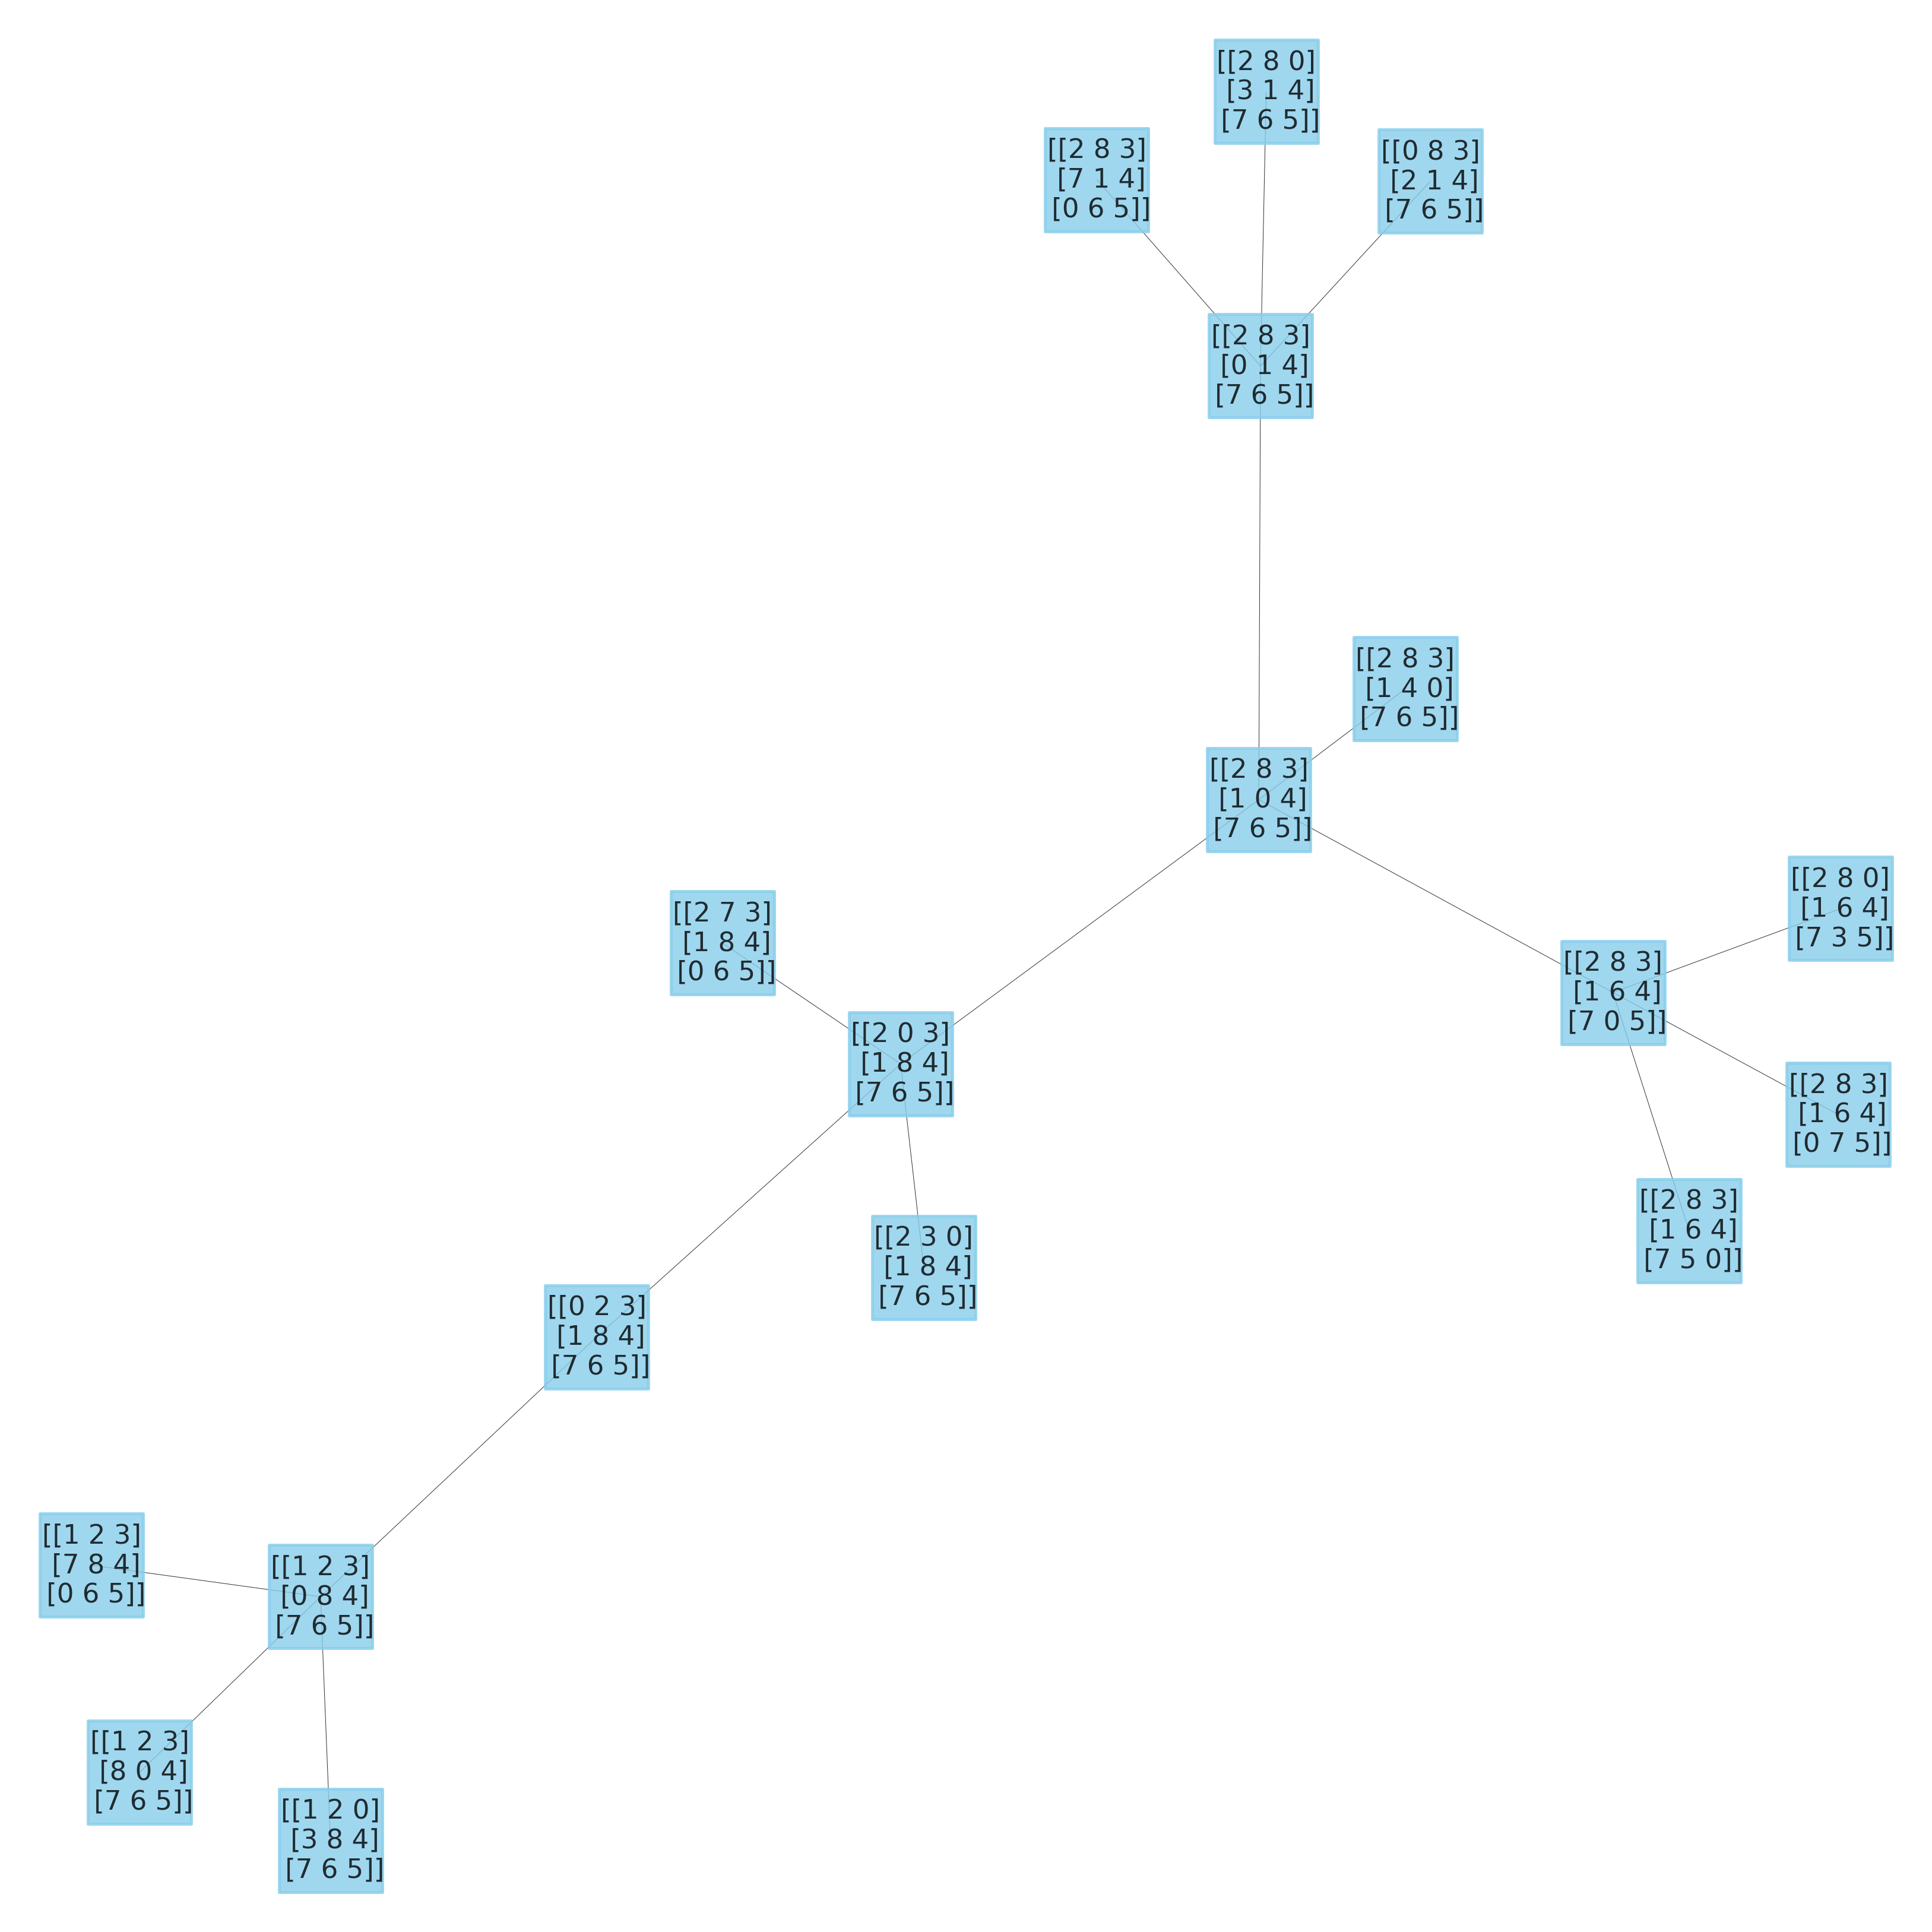 [[2 8 0]
[3 1 4]
[7 6 5]]
[[2 8 3]
[7 1 4]
[0 6 5]]
[[0 8 3]
[2 1 4]
[7 6 5]]
[[2 8 3]
[0 1 4]
[7 6 5]]
[[2 8 3]
[1 4 0]
[7 6 5]]
[[2 8 3]
[1 0 4]
[7 6 5]]
[[2 8 0]
[1 6 4]
[7 3 5]]
[[2 7 3]
[1 8 4]
[0 6 5]]
[[2 8 3]
[1 6 4]
[7 0 5]]
[[2 0 3]
[1 8 4]
[7 6 5]]
[[2 8 3]
[1 6 4]
[0 7 5]]
[[2 8 3]
[1 6 4]
[7 5 0]]
[[2 3 0]
[1 8 4]
[7 6 5]]
[[0 2 3]
[1 8 4]
[7 6 5]]
[[1 2 3]
[7 8 4]
[0 6 5]]
[[1 2 3]
[0 8 4]
[7 6 5]]
[[1 2 3]
[8 0 4]
[7 6 5]]
[[1 2 0]
[3 8 4]
[7 6 5]]